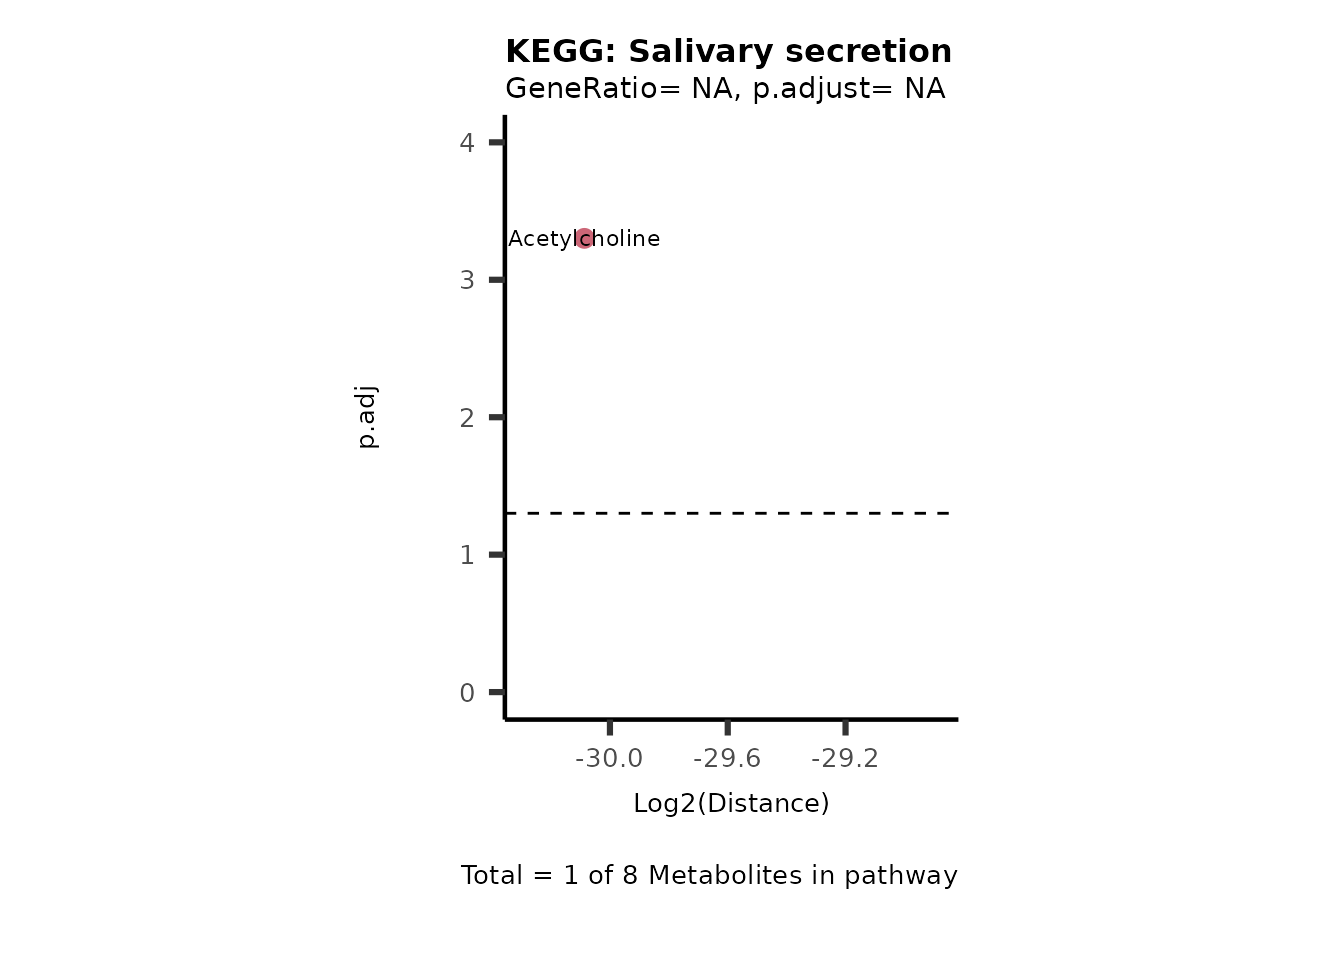 KEGG: Salivary secretion
GeneRatio= NA, p.adjust= NA
4
Acetylcholine
3
p.adj
2
1
0
-30.0 -29.6 -29.2
Log2(Distance)
Total = 1 of 8 Metabolites in pathway